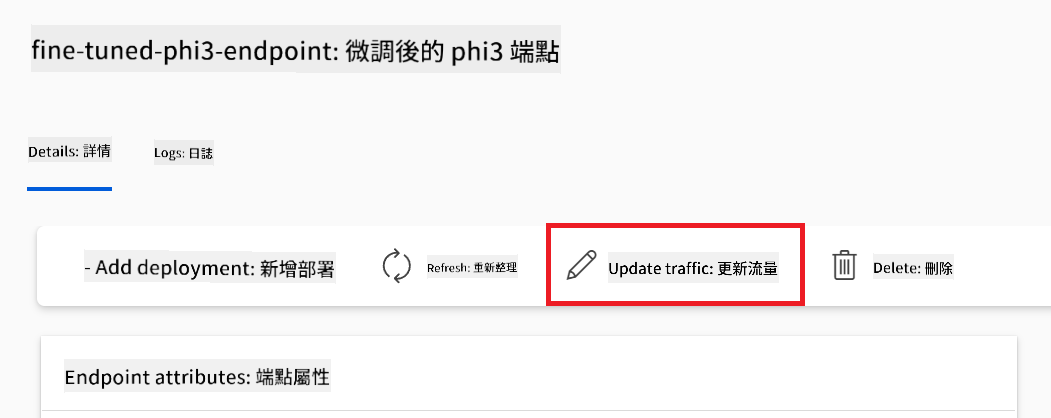 fine-tuned-phi3-endpoint: 微調後的 phi3 端點
Details: 詳情
Logs: 日誌
- Add deployment: 新增部署
Refresh: 重新整理
Update traffic: 更新流量
Delete: 刪除
Endpoint attributes: 端點屬性